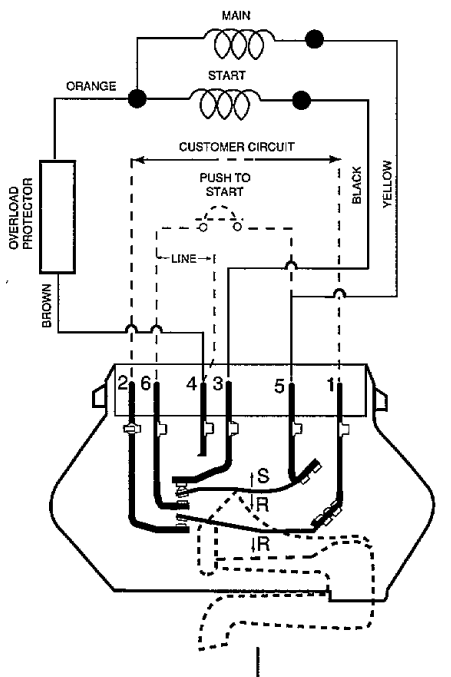 MAIN
START
ORANGE
CUSTOMER CIRCUIT
PUSH TO
START
OVERLOAD
PROTECTOR
BLACK
YELLOW
LINE
BROWN
2 6 4 3 5 1
S
R
R